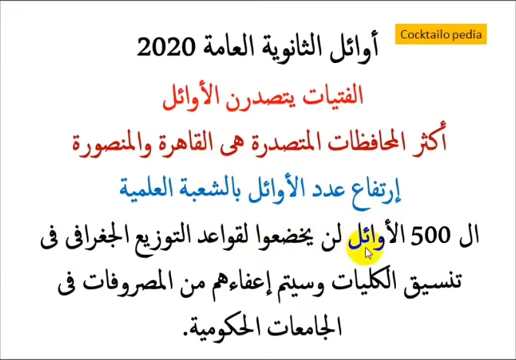 Cocktailo pedia
أوائل الثانوية العامة 2020
الفتيات يتصدرن الأوائل
أكثر المحافظات المتصدرة هى القاهرة والمنصورة
إرتفاع عدد الأوائل بالشعبة العلمية
ال 500 الأوائل لن يخضعوا لقواعد التوزيع الجغرافى فى
تنسيق الكليات وسيتم إعفاءهم من المصروفات فى
الجامعات الحكومية.